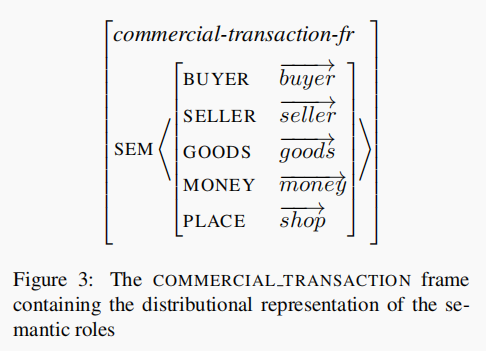 commercial-transaction-fr
BUYER buyer
SELLER seller
SEM GOODS goods
MONEY money
PLACE shop
Figure 3: The COMMERCIAL_TRANSACTION frame
containing the distributional representation of the se-
mantic roles